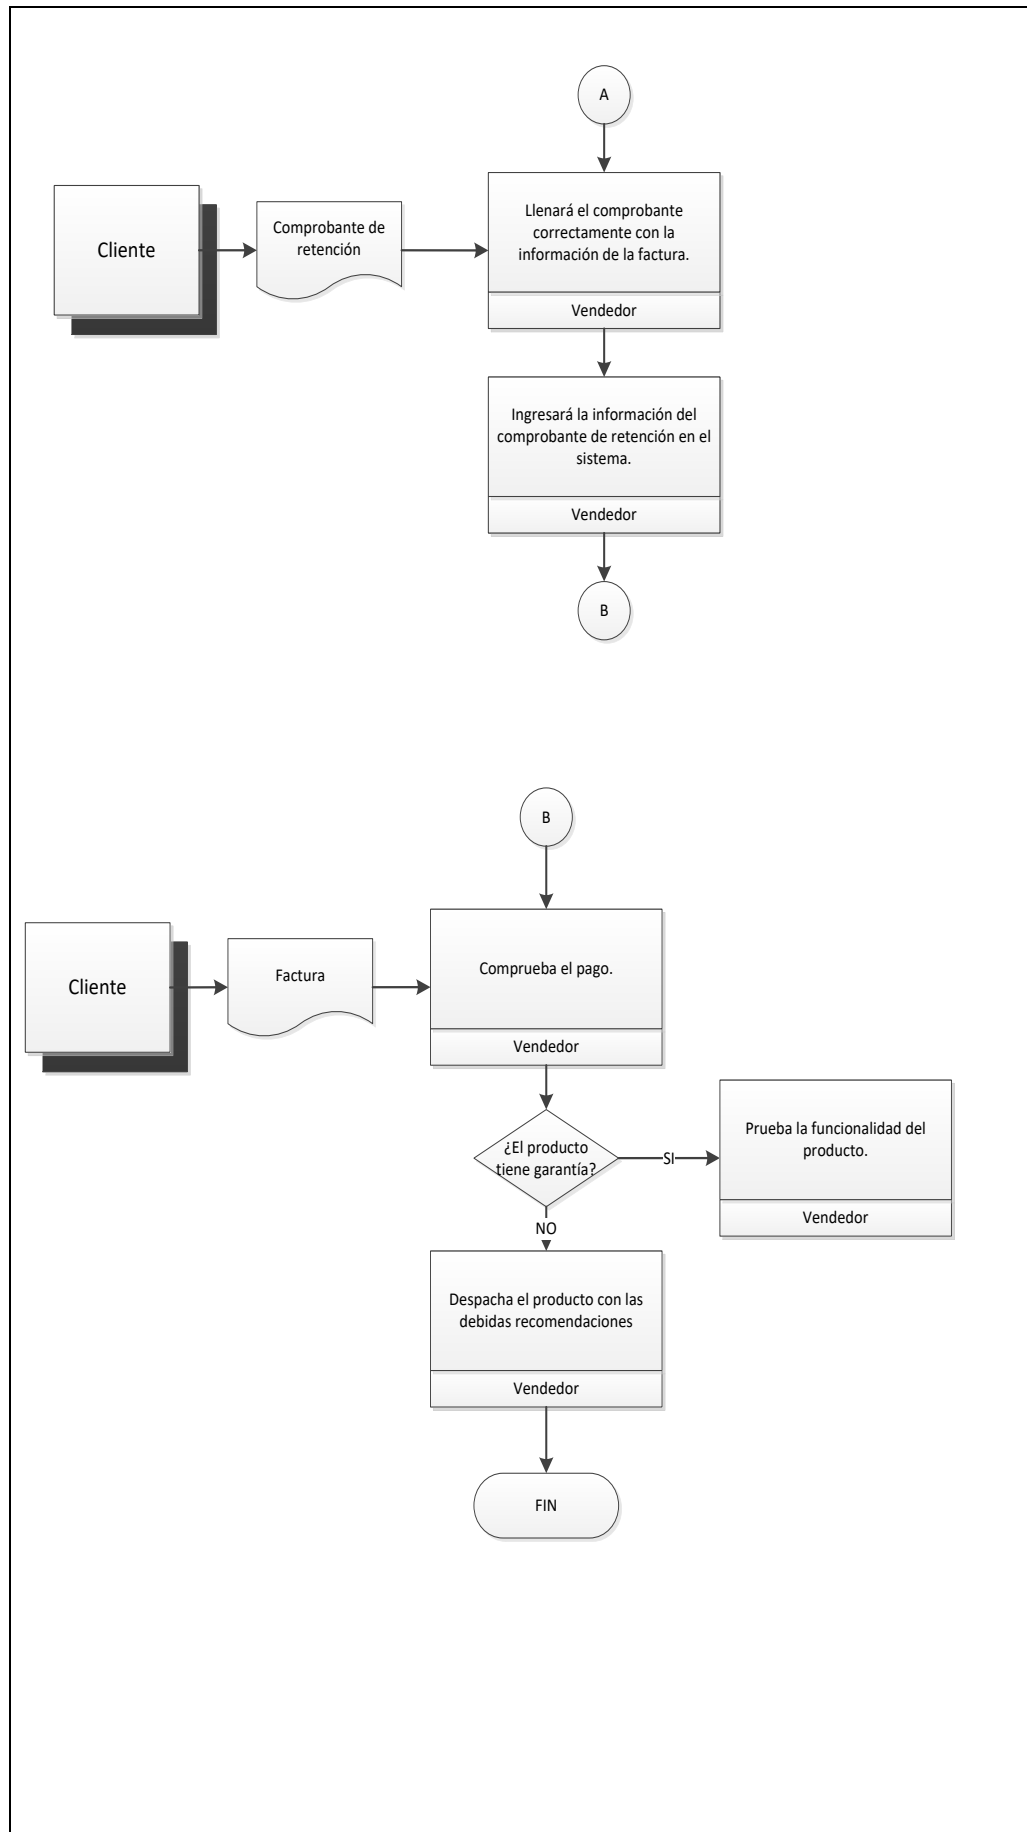 A
Cliente
Comprobante de
retención
Llenará el comprobante
correctamente con la
información de la factura.
Vendedor
Ingresará la información del
comprobante de retención en el
sistema.
Vendedor
B
B
Cliente
Factura
Comprueba el pago.
Vendedor
¿El producto
tiene garantía?
SI
Prueba la funcionalidad del
producto.
Vendedor
NO
Despacha el producto con las
debidas recomendaciones
Vendedor
FIN